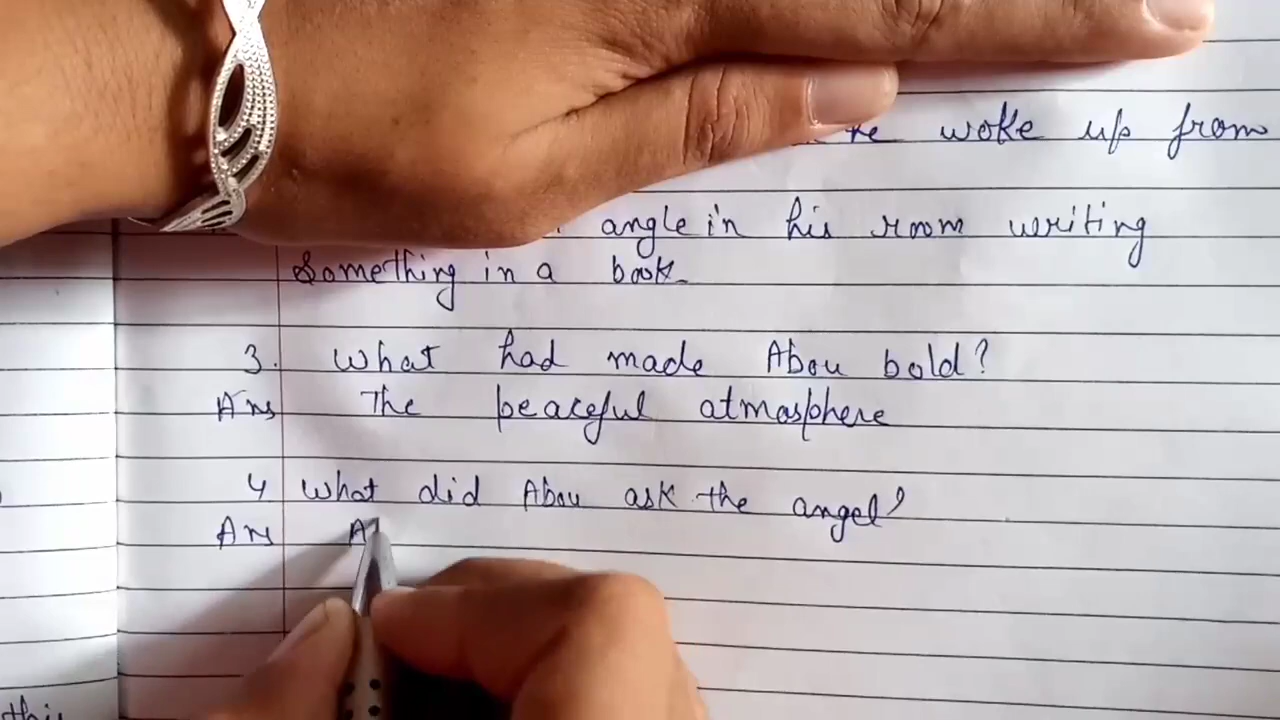 woke up from
angle in his room writing
Something in a book
3. What had made Abou bold?
Ans The peaceful atmosphere
4 What did Abou ask the angel?
Ans A
this